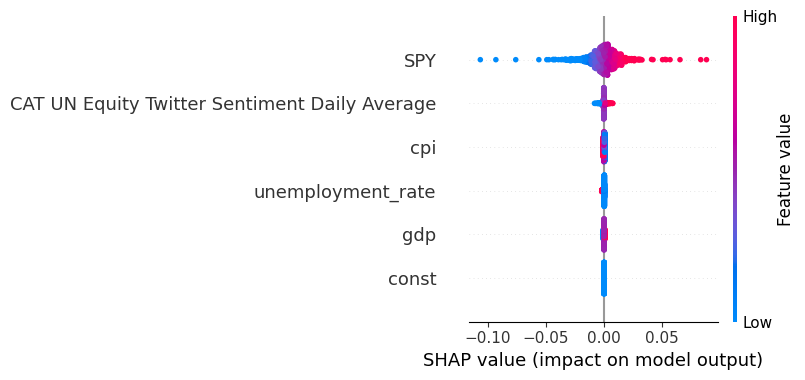 High
SPY
CAT UN Equity Twitter Sentiment Daily Average
cpi
unemployment_rate
gdp
const
Feature value
Low
−0.10 −0.05 0.00 0.05
SHAP value (impact on model output)